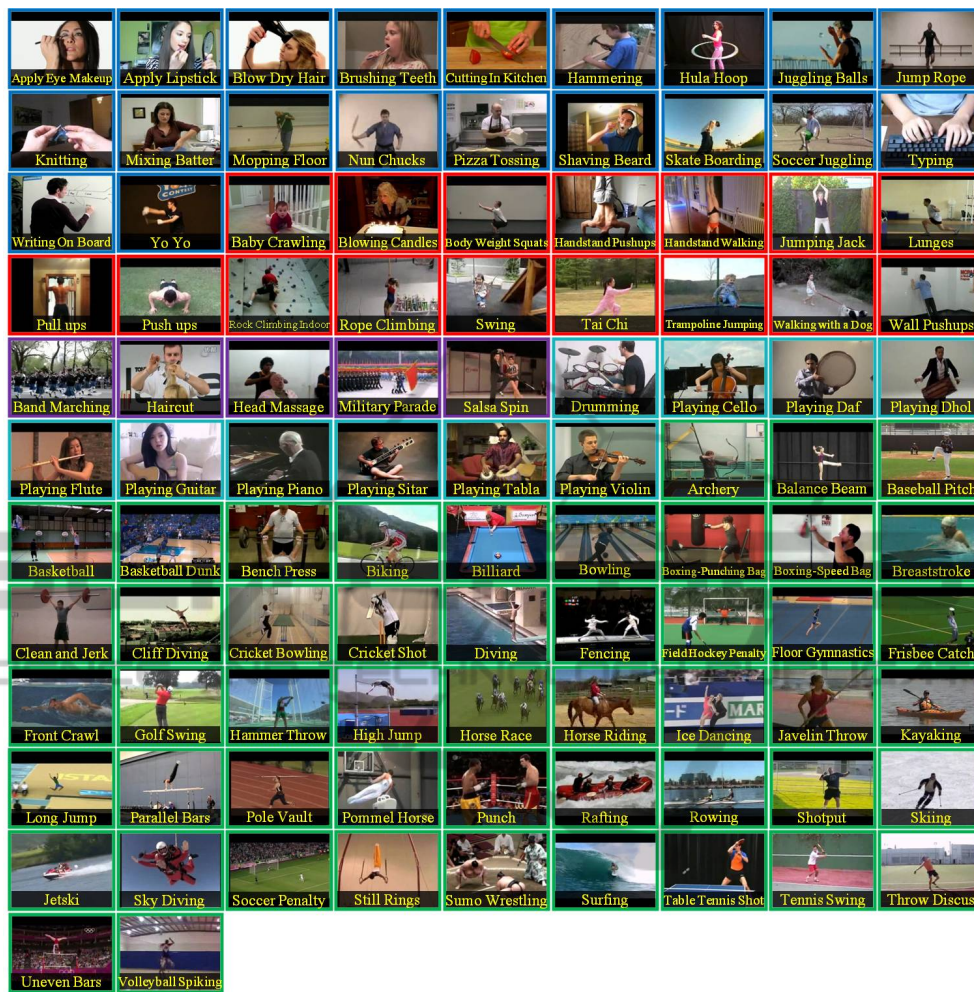 Apply Eye Makeup
Apply Lipstick
Blow Dry Hair
Brushing Teeth
Cutting In Kitchen
Hammering
Hula Hoop
Juggling Balls
Jump Rope
Knitting
Mixing Batter
Mopping Floor
Nun Chucks
Pizza Tossing
Shaving Beard
Skate Boarding
Soccer Juggling
Typing
Writing On Board
Yo Yo
Baby Crawling
Blowing Candles
Body Weight Squats
Handstand Pushups
Handstand Walking
Jumping Jack
Lunges
Pull ups
Push ups
Rock Climbing Indoor
Rope Climbing
Swing
Tai Chi
Trampoline Jumping
Walking with a Dog
Wall Pushups
Band Marching
Haircut
Head Massage
Military Parade
Salsa Spin
Drumming
Playing Cello
Playing Daf
Playing Dhol
Playing Flute
Playing Guitar
Playing Piano
Playing Sitar
Playing Tabla
Playing Violin
Archery
Balance Beam
Baseball Pitch
Basketball
Basketball Dunk
Bench Press
Biking
Billiard
Bowling
Boxing-Punching Bag
Boxing-Speed Bag
Breaststroke
Clean and Jerk
Cliff Diving
Cricket Bowling
Cricket Shot
Diving
Fencing
Field Hockey Penalty
Floor Gymnastics
Frisbee Catch
Front Crawl
Golf Swing
Hammer Throw
High Jump
Horse Race
Horse Riding
Ice Dancing
Javelin Throw
Kayaking
Long Jump
Parallel Bars
Pole Vault
Pommel Horse
Punch
Rafting
Rowing
Shotput
Skiing
Jetski
Sky Diving
Soccer Penalty
Still Rings
Sumo Wrestling
Surfing
Table Tennis Shot
Tennis Swing
Throw Discus
Uneven Bars
Volleyball Spiking